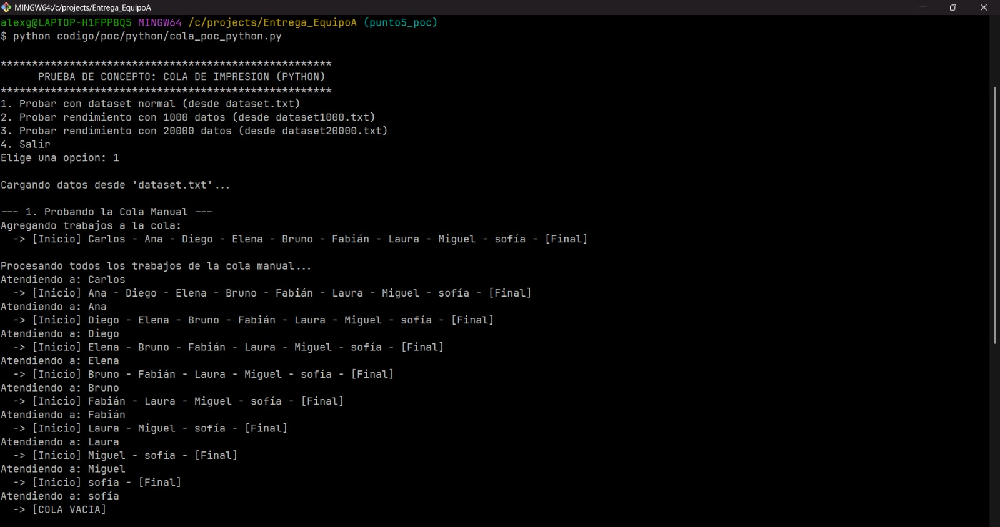 MINGW64:/c/projects/Entrega_EquipoA
alexg@LAPTOP-H1FPPBQ5 MINGW64 /c/projects/Entrega_EquipoA (punto5_poc)
$ python codigo/poc/python/cola_poc_python.py
*****************************************************
PRUEBA DE CONCEPTO: COLA DE IMPRESION (PYTHON)
*****************************************************
1. Probar con dataset normal (desde dataset.txt)
2. Probar rendimiento con 1000 datos (desde dataset1000.txt)
3. Probar rendimiento con 20000 datos (desde dataset20000.txt)
4. Salir
Elige una opcion: 1
Cargando datos desde 'dataset.txt'...
--- 1. Probando la Cola Manual ---
Agregando trabajos a la cola:
-> [Inicio] Carlos - Ana - Diego - Elena - Bruno - Fabián - Laura - Miguel - sofía - [Final]
Procesando todos los trabajos de la cola manual...
Atendiendo a: Carlos
-> [Inicio] Ana - Diego - Elena - Bruno - Fabián - Laura - Miguel - sofía - [Final]
Atendiendo a: Ana
-> [Inicio] Diego - Elena - Bruno - Fabián - Laura - Miguel - sofía - [Final]
Atendiendo a: Diego
-> [Inicio] Elena - Bruno - Fabián - Laura - Miguel - sofía - [Final]
Atendiendo a: Elena
-> [Inicio] Bruno - Fabián - Laura - Miguel - sofía - [Final]
Atendiendo a: Bruno
-> [Inicio] Fabián - Laura - Miguel - sofía - [Final]
Atendiendo a: Fabián
-> [Inicio] Laura - Miguel - sofía - [Final]
Atendiendo a: Laura
-> [Inicio] Miguel - sofía - [Final]
Atendiendo a: Miguel
-> [Inicio] sofía - [Final]
Atendiendo a: sofía
-> [COLA VACIA]